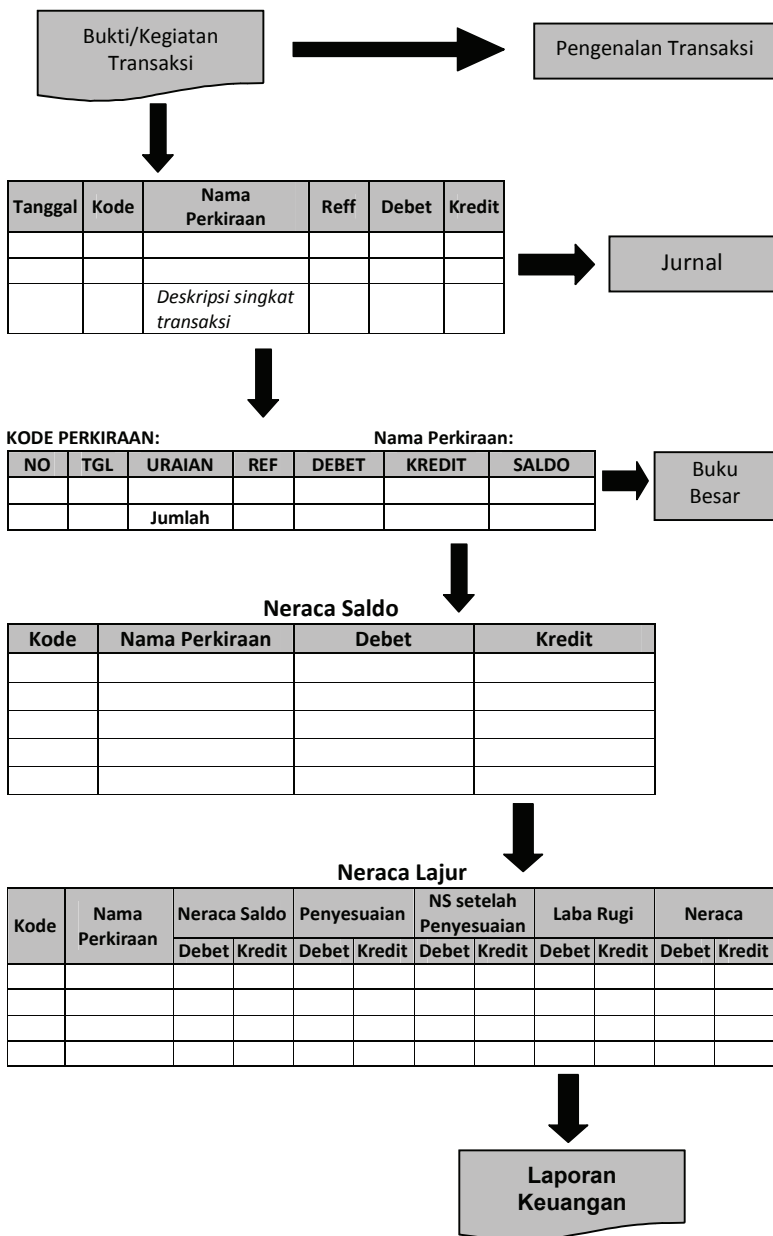 Bukti/Kegiatan
Transaksi
Pengenalan Transaksi
Tanggal Kode Nama Perkiraan Reff Debet Kredit
Deskripsi singkat
transaksi
Jurnal
KODE PERKIRAAN: Nama Perkiraan:
NO TGL URAIAN REF DEBET KREDIT SALDO
Jumlah
Buku
Besar
Neraca Saldo
Kode Nama Perkiraan Debet Kredit
Neraca Lajur
Kode Nama Perkiraan Neraca Saldo Penyesuaian NS setelah Penyesuaian Laba Rugi Neraca
Debet Kredit Debet Kredit Debet Kredit Debet Kredit Debet Kredit
Laporan
Keuangan